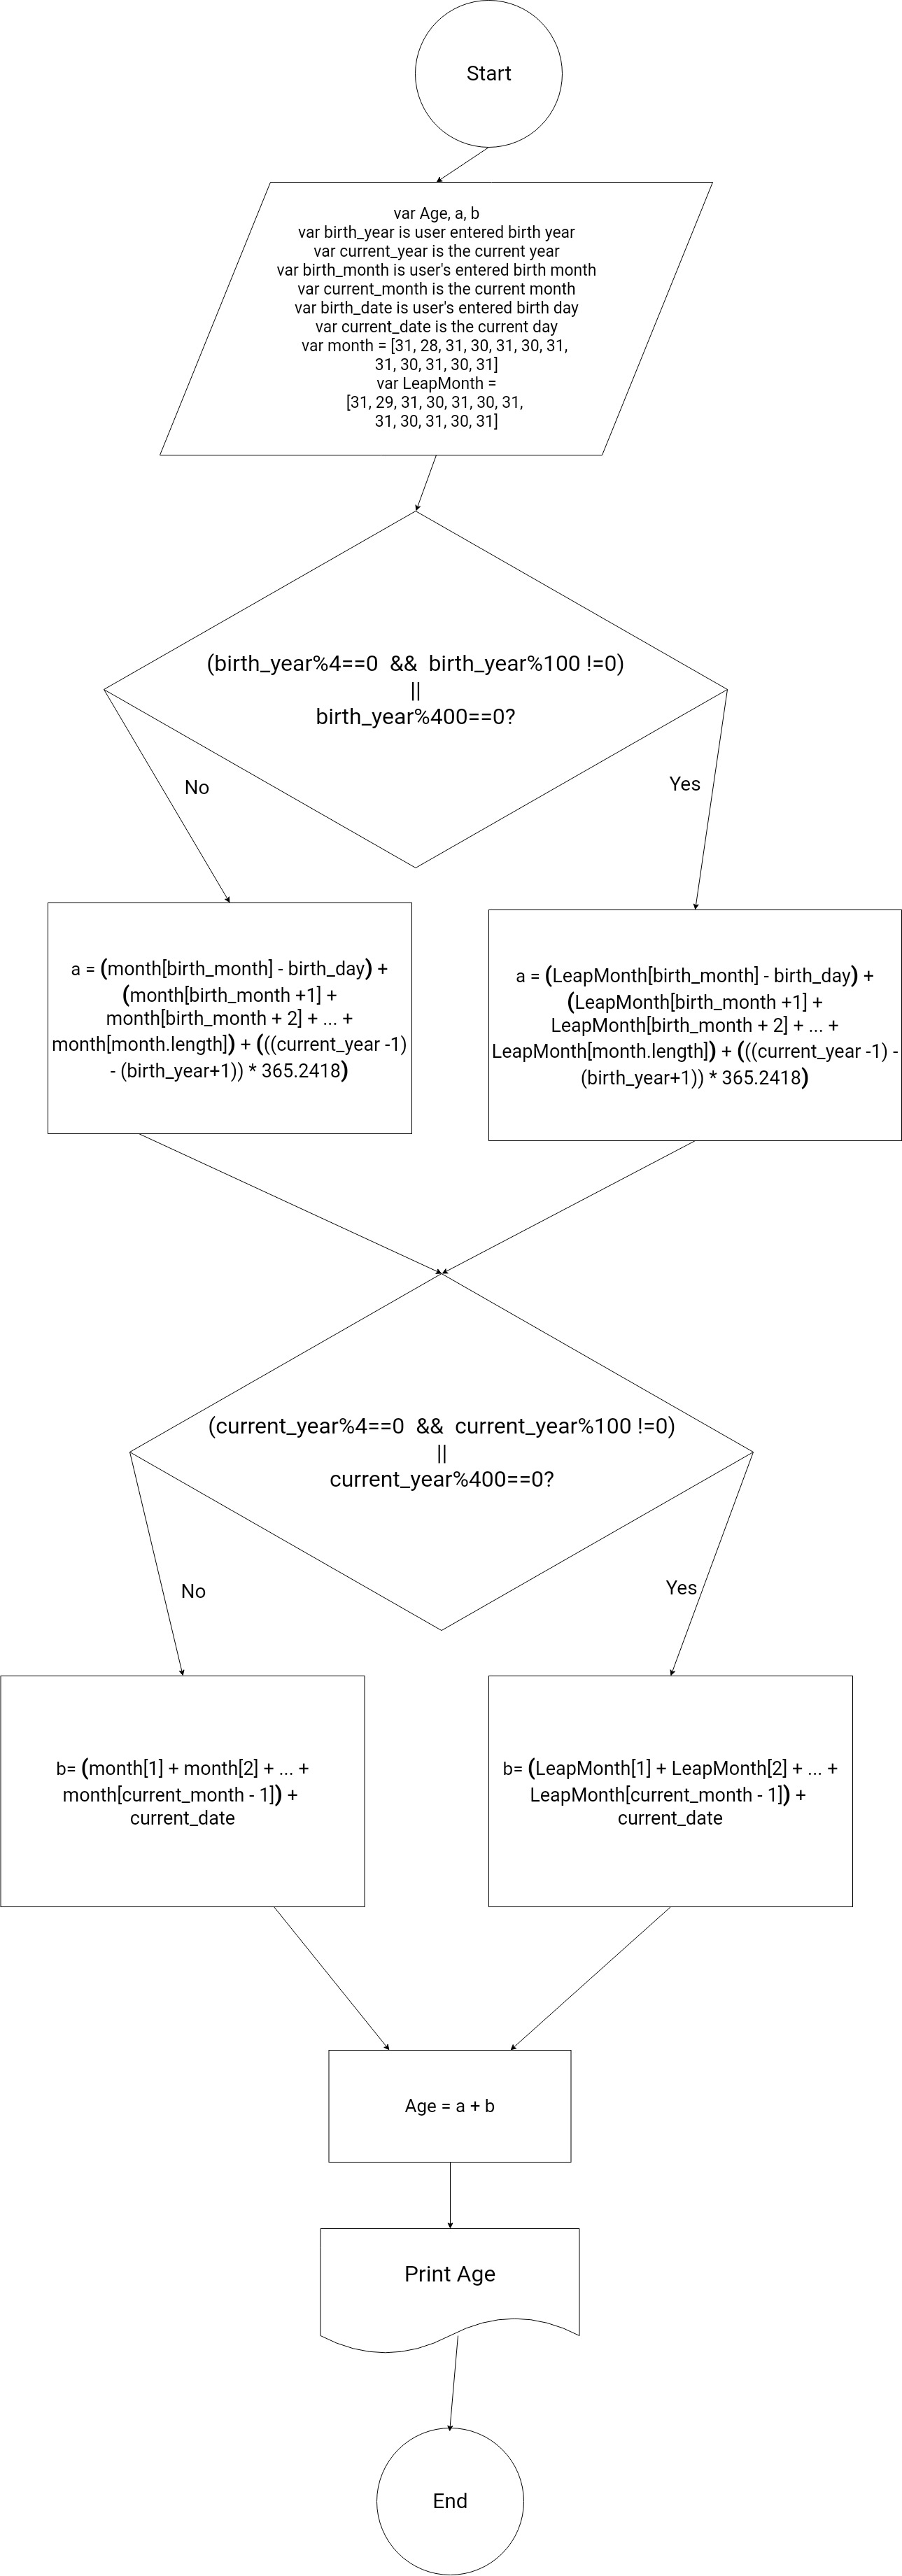 Start
var Age, a, b
var birth_year is user entered birth year
var current_year is the current year
var birth_month is user's entered birth month
var current_month is the current month
var birth_date is user's entered birth day
var current_date is the current day
var month = [31, 28, 31, 30, 31, 30, 31,
31, 30, 31, 30, 31]
var LeapMonth =
[31, 29, 31, 30, 31, 30, 31,
31, 30, 31, 30, 31]
(birth_year%4==0 && birth_year%100 !=0)
||
birth_year%400==0?
No
Yes
a = (month[birth_month] - birth_day) +
(month[birth_month +1] +
month[birth_month + 2] + ... +
month[month.length]) + (((current_year -1)
- (birth_year+1)) * 365.2418)
a = (LeapMonth[birth_month] - birth_day) +
(LeapMonth[birth_month +1] +
LeapMonth[birth_month + 2] + ... +
LeapMonth[month.length]) + (((current_year -1) -
(birth_year+1)) * 365.2418)
(current_year%4==0 && current_year%100 !=0)
||
current_year%400==0?
No
Yes
b= (month[1] + month[2] + ... +
month[current_month - 1]) +
current_date
b= (LeapMonth[1] + LeapMonth[2] + ... +
LeapMonth[current_month - 1]) +
current_date
Age = a + b
Print Age
End